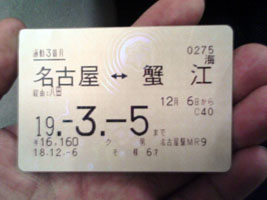 通勤3箇月 0275
海
名古屋 ↔ 蟹江
経由:八田
12月 6日から
19.-3.-5まで C40
¥16,160 名古屋駅MR9
18.12.-6